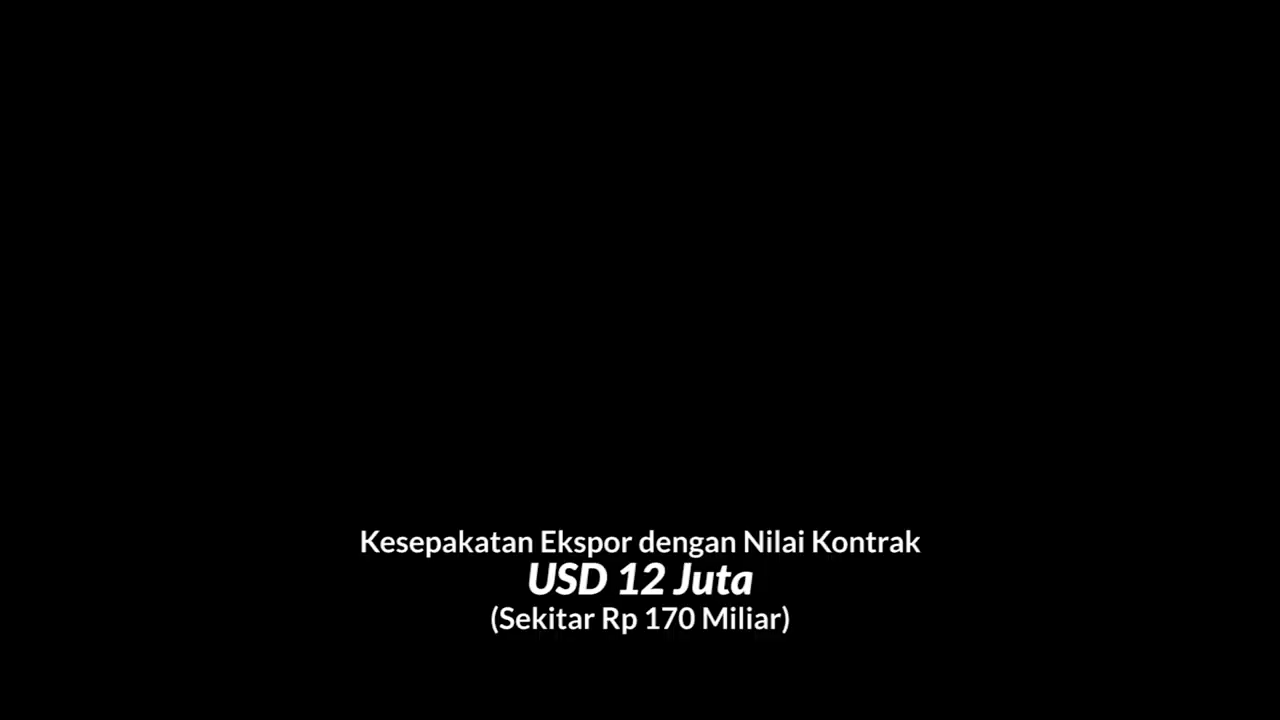 Kesepakatan Ekspor dengan Nilai Kontrak
USD 12 Juta
(Sekitar Rp 170 Miliar)